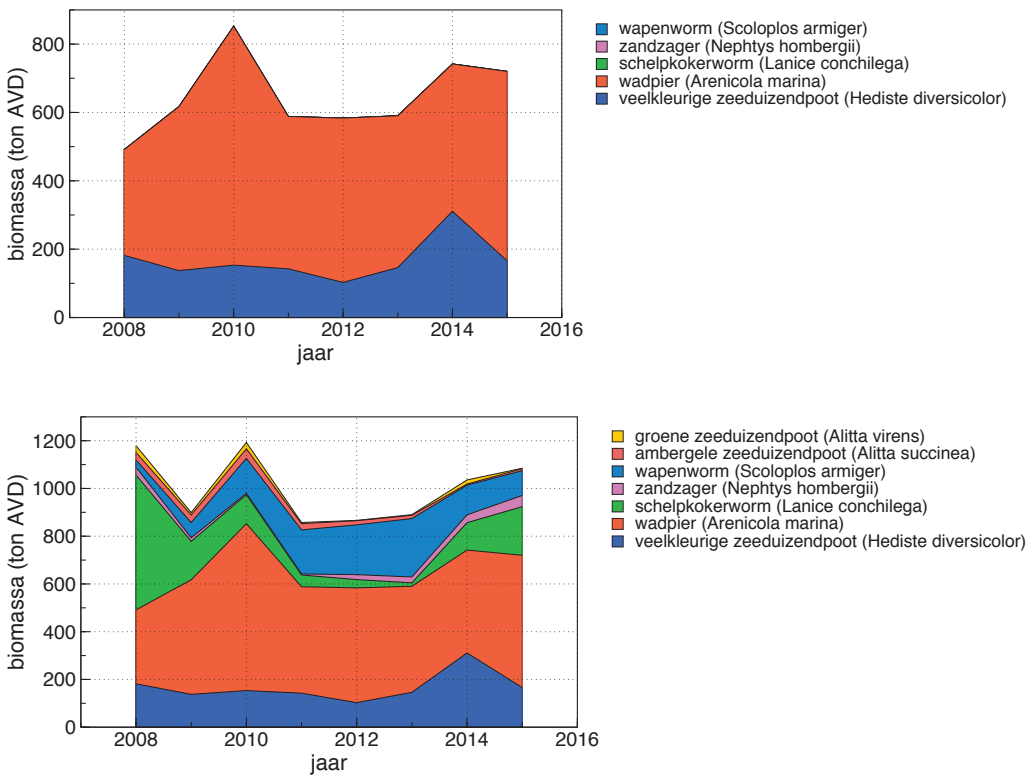 biomassa (ton AVD)
800
600
400
200
0
2008
2010
2012
2014
2016
jaar
wapenworm (Scoloplos armiger)
zandzager (Nephtys hombergii)
schelpkokerworm (Lanice conchilega)
wadpier (Arenicola marina)
veelkleurige zeeduizendpoot (Hediste diversicolor)
biomassa (ton AVD)
1200
1000
800
600
400
200
0
2008
2010
2012
2014
2016
jaar
groene zeeduizendpoot (Alitta virens)
ambergele zeeduizendpoot (Alitta succinea)
wapenworm (Scoloplos armiger)
zandzager (Nephtys hombergii)
schelpkokerworm (Lanice conchilega)
wadpier (Arenicola marina)
veelkleurige zeeduizendpoot (Hediste diversicolor)